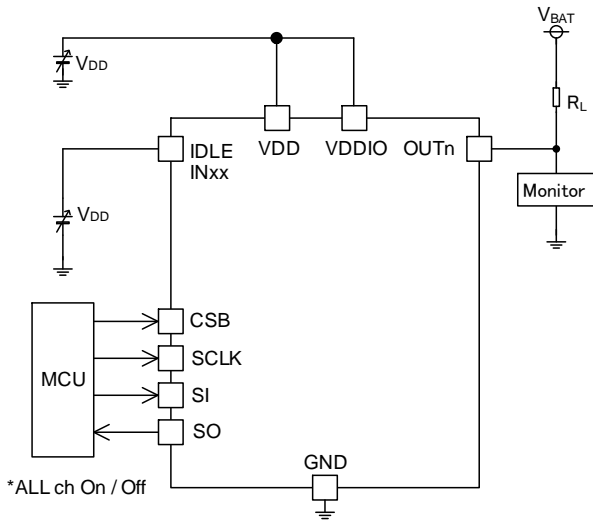 VBAT
VDD
RL
IDLE
INxx
VDD
VDDIO
OUTn
Monitor
VDD
CSB
SCLK
MCU
SI
SO
GND
*ALL ch On / Off